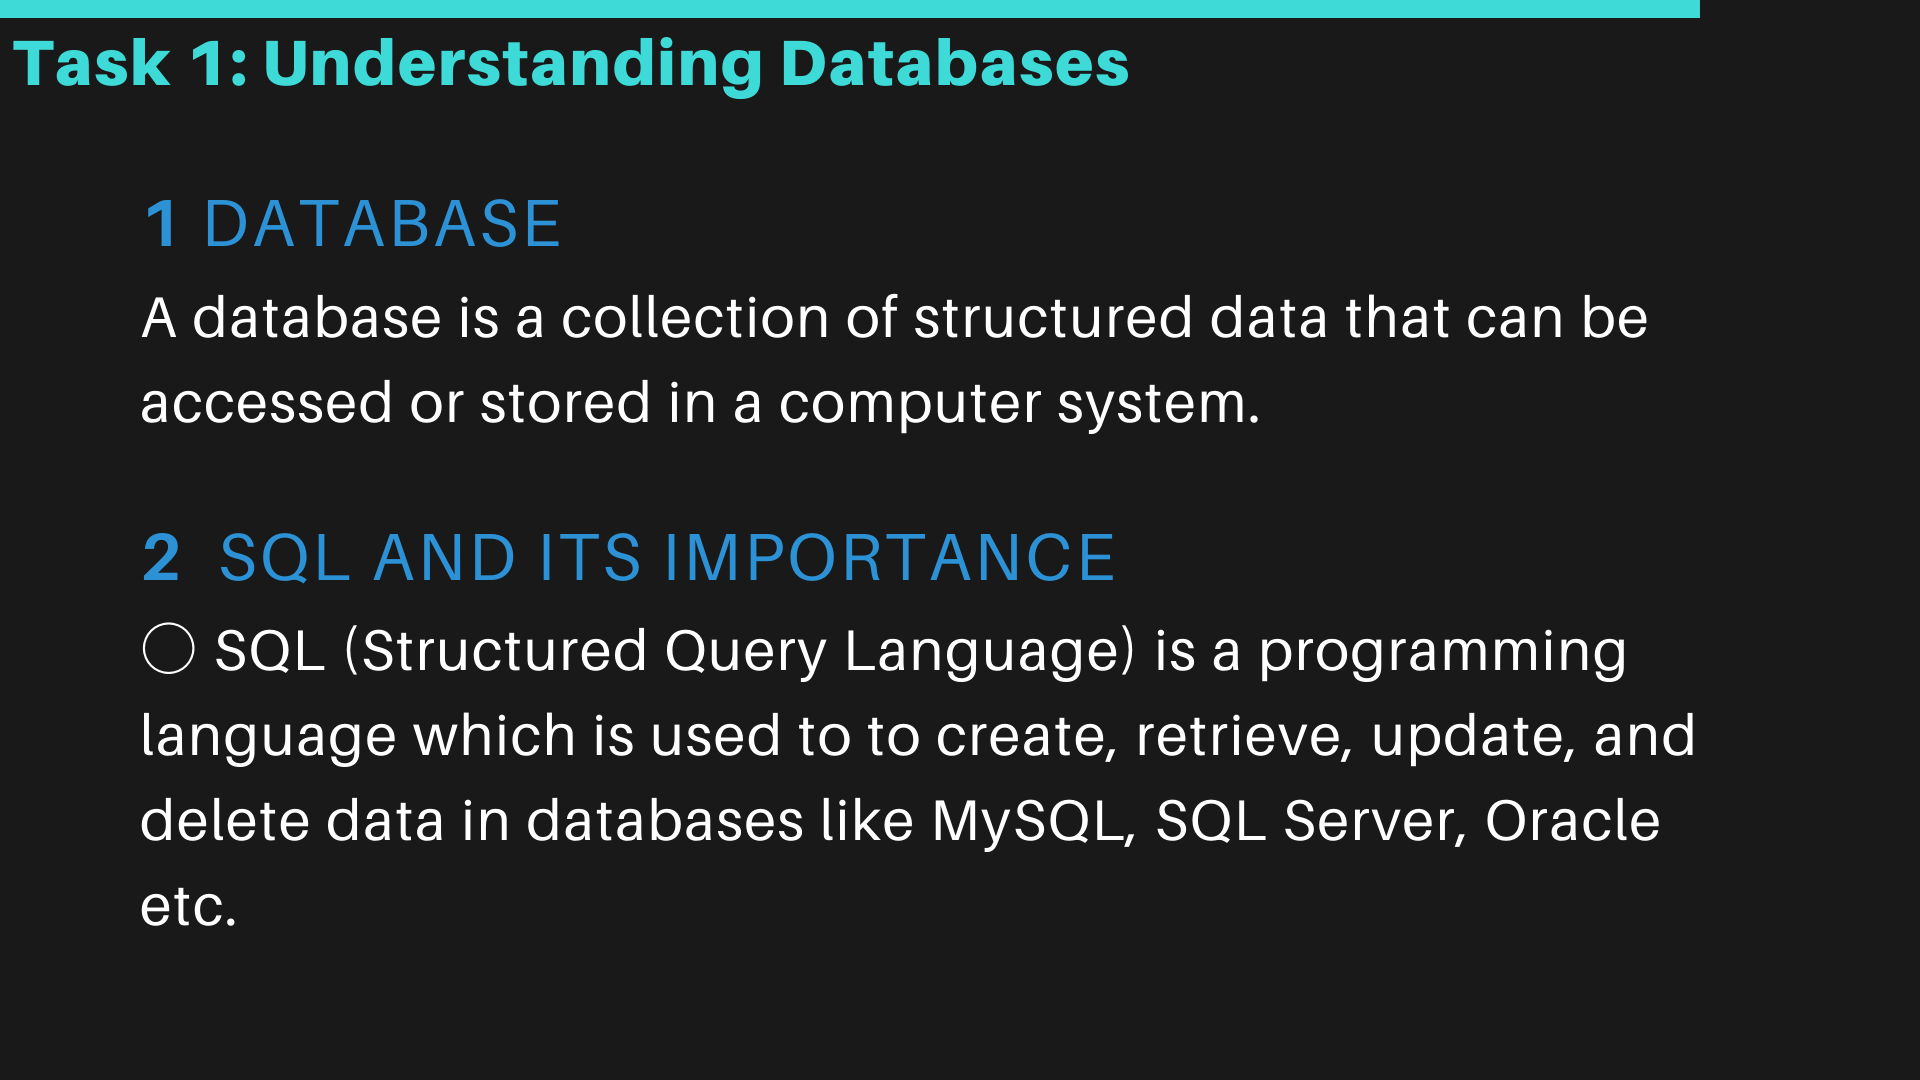 Task 1: Understanding Databases
1 DATABASE
A database is a collection of structured data that can be
accessed or stored in a computer system.
2 SQL AND ITS IMPORTANCE
◯ SQL (Structured Query Language) is a programming
language which is used to to create, retrieve, update, and
delete data in databases like MySQL, SQL Server, Oracle
etc.